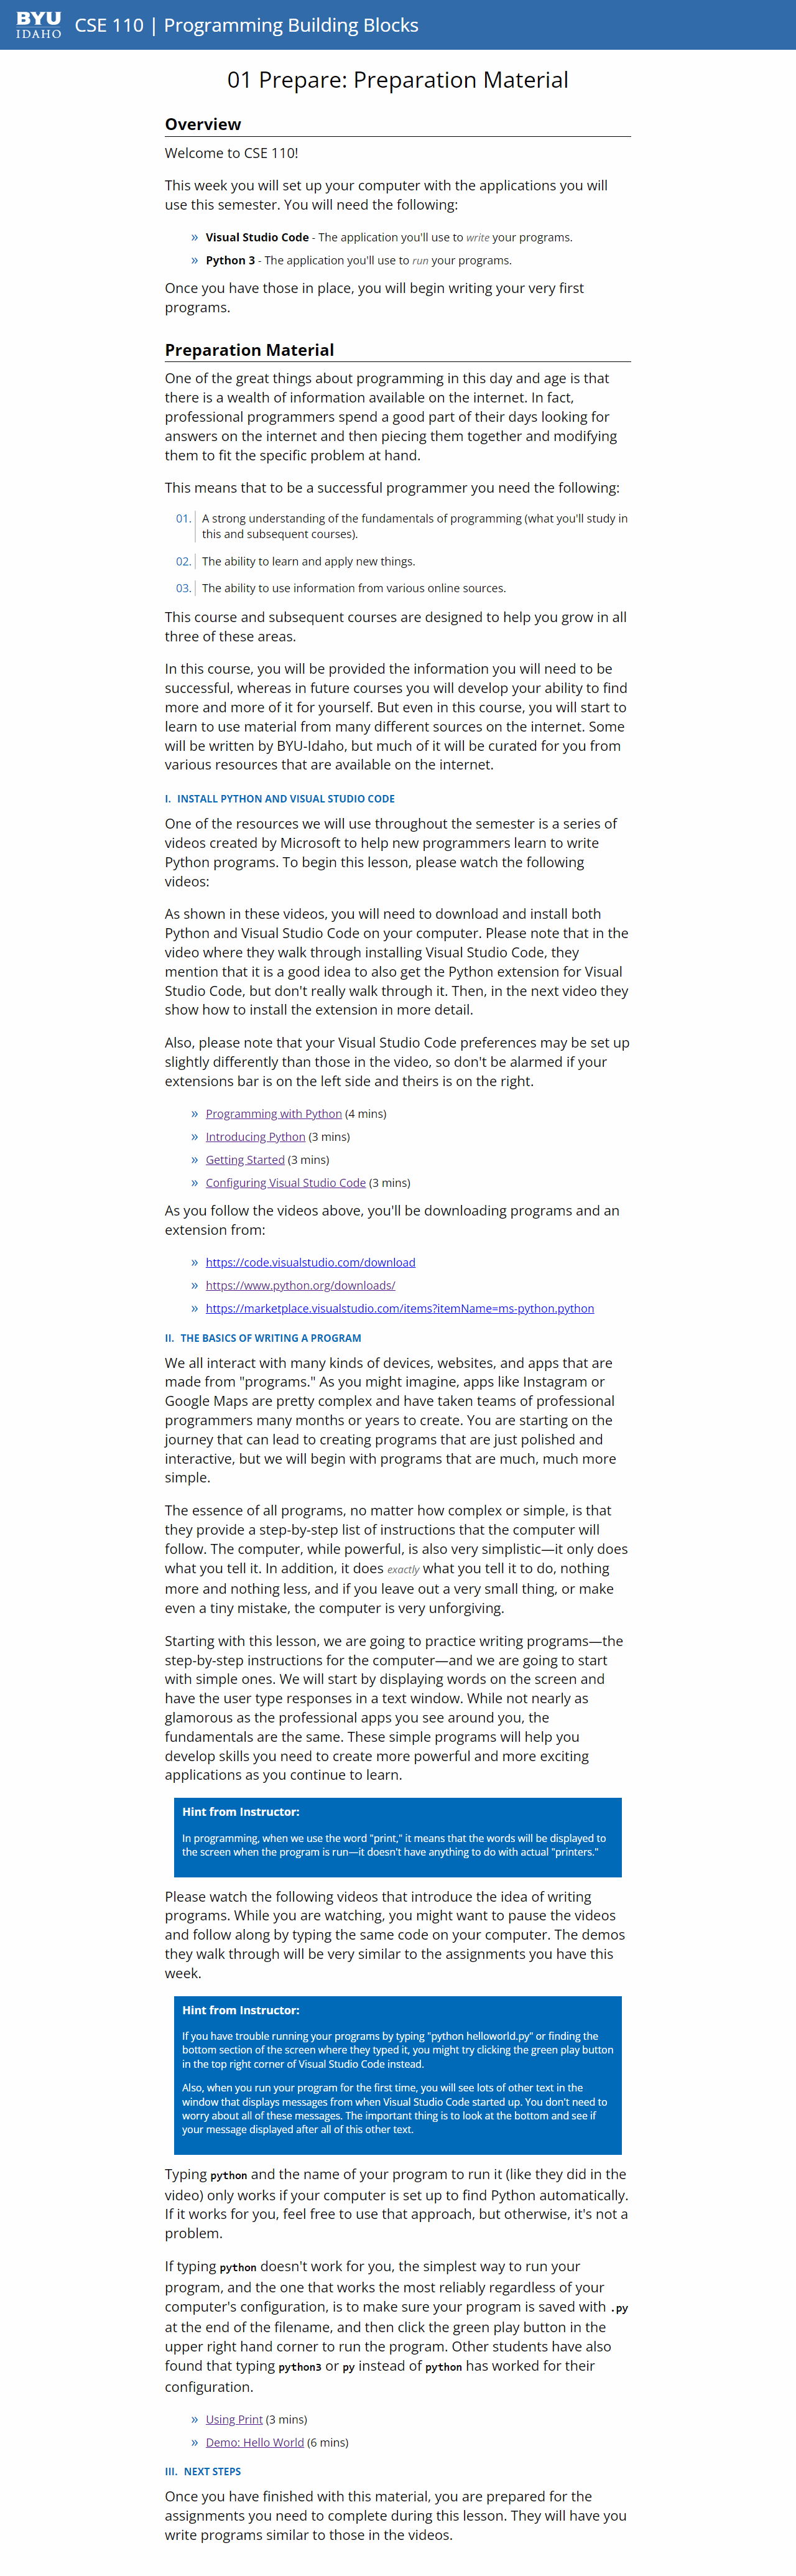 BYU
IDAHO
CSE 110 | Programming Building Blocks
01 Prepare: Preparation Material
Overview
Welcome to CSE 110!
This week you will set up your computer with the applications you will
use this semester. You will need the following:
» Visual Studio Code - The application you'll use to write your programs.
» Python 3 - The application you'll use to run your programs.
Once you have those in place, you will begin writing your very first
programs.
Preparation Material
One of the great things about programming in this day and age is that
there is a wealth of information available on the internet. In fact,
professional programmers spend a good part of their days looking for
answers on the internet and then piecing them together and modifying
them to fit the specific problem at hand.
This means that to be a successful programmer you need the following:
01. A strong understanding of the fundamentals of programming (what you'll study in
this and subsequent courses).
02. The ability to learn and apply new things.
03. The ability to use information from various online sources.
This course and subsequent courses are designed to help you grow in all
three of these areas.
In this course, you will be provided the information you will need to be
successful, whereas in future courses you will develop your ability to find
more and more of it for yourself. But even in this course, you will start to
learn to use material from many different sources on the internet. Some
will be written by BYU-Idaho, but much of it will be curated for you from
various resources that are available on the internet.
I. INSTALL PYTHON AND VISUAL STUDIO CODE
One of the resources we will use throughout the semester is a series of
videos created by Microsoft to help new programmers learn to write
Python programs. To begin this lesson, please watch the following
videos:
As shown in these videos, you will need to download and install both
Python and Visual Studio Code on your computer. Please note that in the
video where they walk through installing Visual Studio Code, they
mention that it is a good idea to also get the Python extension for Visual
Studio Code, but don't really walk through it. Then, in the next video they
show how to install the extension in more detail.
Also, please note that your Visual Studio Code preferences may be set up
slightly differently than those in the video, so don't be alarmed if your
extensions bar is on the left side and theirs is on the right.
» Programming with Python (4 mins)
» Introducing Python (3 mins)
» Getting Started (3 mins)
» Configuring Visual Studio Code (3 mins)
As you follow the videos above, you'll be downloading programs and an
extension from:
» https://code.visualstudio.com/download
» https://www.python.org/downloads/
» https://marketplace.visualstudio.com/items?itemName=ms-python.python
II. THE BASICS OF WRITING A PROGRAM
We all interact with many kinds of devices, websites, and apps that are
made from "programs." As you might imagine, apps like Instagram or
Google Maps are pretty complex and have taken teams of professional
programmers many months or years to create. You are starting on the
journey that can lead to creating programs that are just polished and
interactive, but we will begin with programs that are much, much more
simple.
The essence of all programs, no matter how complex or simple, is that
they provide a step-by-step list of instructions that the computer will
follow. The computer, while powerful, is also very simplistic—it only does
what you tell it. In addition, it does exactly what you tell it to do, nothing
more and nothing less, and if you leave out a very small thing, or make
even a tiny mistake, the computer is very unforgiving.
Starting with this lesson, we are going to practice writing programs—the
step-by-step instructions for the computer—and we are going to start
with simple ones. We will start by displaying words on the screen and
have the user type responses in a text window. While not nearly as
glamorous as the professional apps you see around you, the
fundamentals are the same. These simple programs will help you
develop skills you need to create more powerful and more exciting
applications as you continue to learn.
Hint from Instructor:
In programming, when we use the word "print," it means that the words will be displayed to
the screen when the program is run—it doesn't have anything to do with actual "printers."
Please watch the following videos that introduce the idea of writing
programs. While you are watching, you might want to pause the videos
and follow along by typing the same code on your computer. The demos
they walk through will be very similar to the assignments you have this
week.
Hint from Instructor:
If you have trouble running your programs by typing "python helloworld.py" or finding the
bottom section of the screen where they typed it, you might try clicking the green play button
in the top right corner of Visual Studio Code instead.
Also, when you run your program for the first time, you will see lots of other text in the
window that displays messages from when Visual Studio Code started up. You don't need to
worry about all of these messages. The important thing is to look at the bottom and see if
your message displayed after all of this other text.
Typing python and the name of your program to run it (like they did in the
video) only works if your computer is set up to find Python automatically.
If it works for you, feel free to use that approach, but otherwise, it's not a
problem.
If typing python doesn't work for you, the simplest way to run your
program, and the one that works the most reliably regardless of your
computer's configuration, is to make sure your program is saved with .py
at the end of the filename, and then click the green play button in the
upper right hand corner to run the program. Other students have also
found that typing python3 or py instead of python has worked for their
configuration.
» Using Print (3 mins)
» Demo: Hello World (6 mins)
III. NEXT STEPS
Once you have finished with this material, you are prepared for the
assignments you need to complete during this lesson. They will have you
write programs similar to those in the videos.